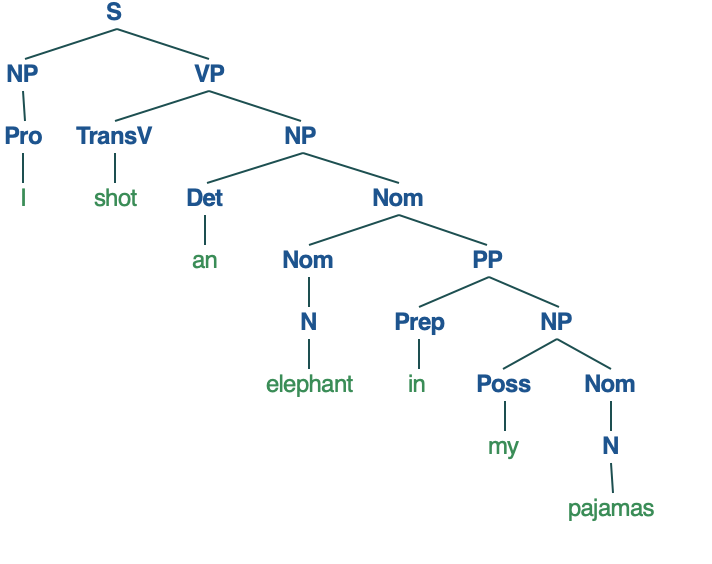 S
NP VP
Pro TransV NP
I shot Det Nom
an Nom PP
N Prep NP
elephant in Poss Nom
my N
pajamas